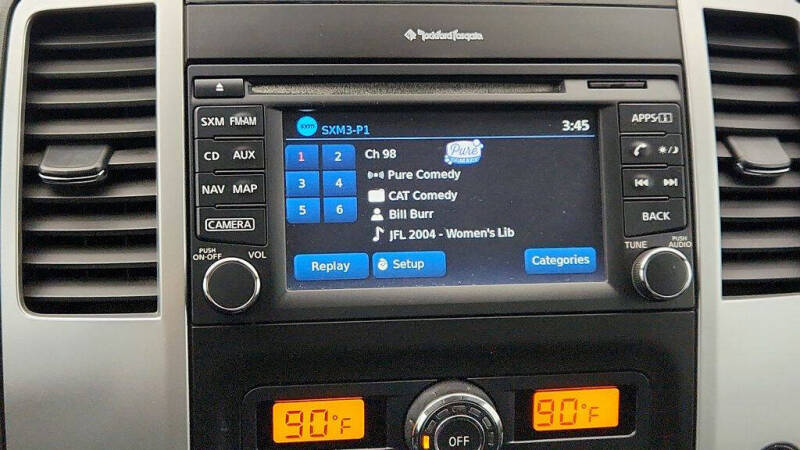 Rockford Fosgate
SXM FM•AM
CD AUX
NAV MAP
CAMERA
PUSH ON-OFF
VOL
sxm SXM3-P1
3:45
1 2
3 4
5 6
Ch 98
Pure
COMEDY
Pure Comedy
CAT Comedy
Bill Burr
JFL 2004 - Women's Lib
Replay
Setup
Categories
APPS i
BACK
TUNE
PUSH AUDIO
90°F
OFF
90°F